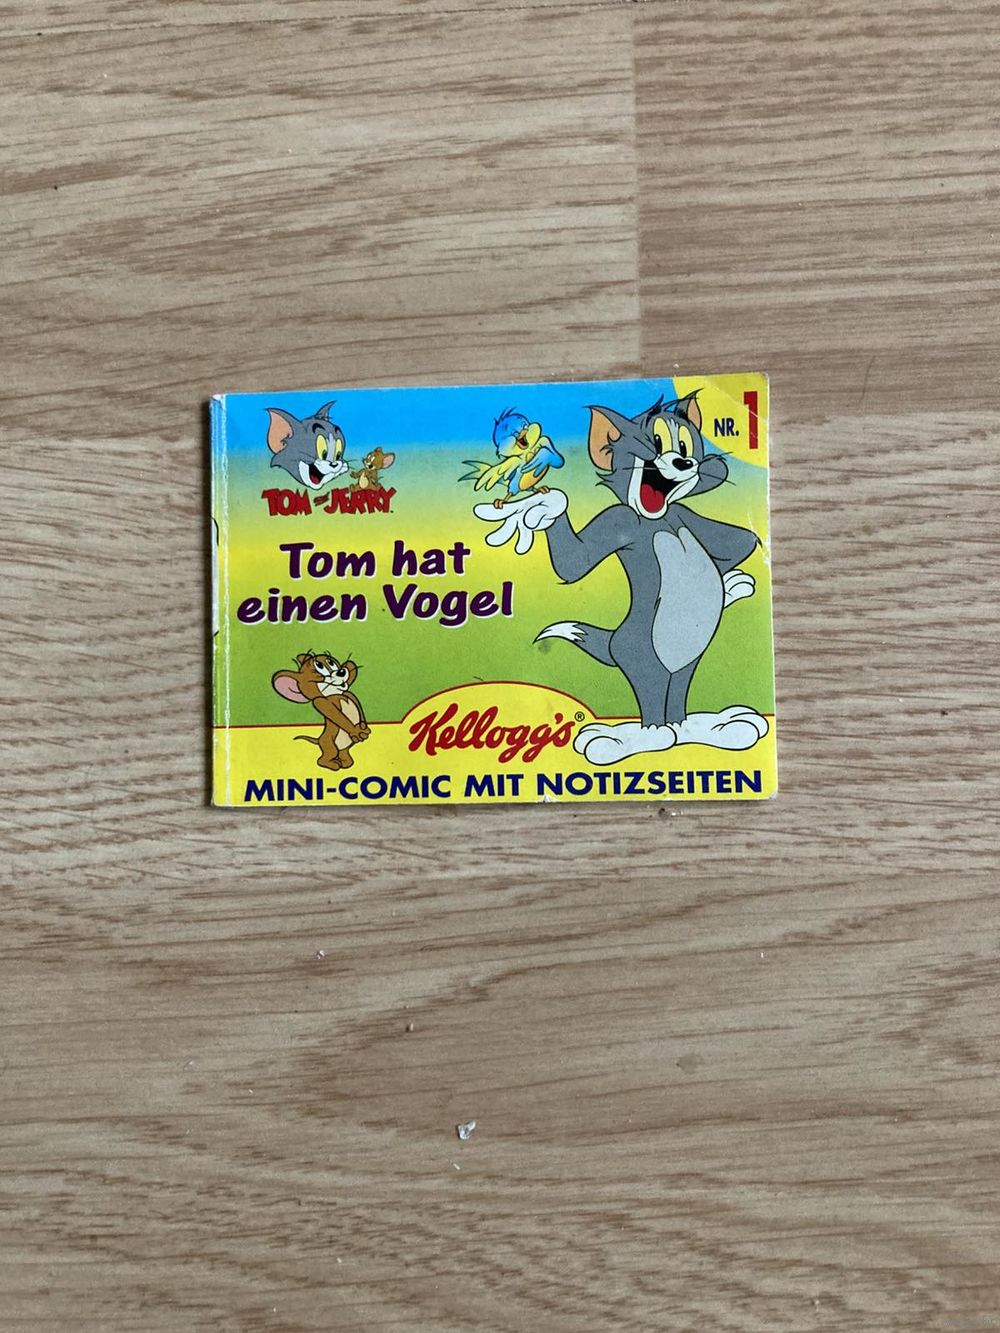 NR. 1
TOM and JERRY
Tom hat
einen Vogel
Kellogg's®
MINI-COMIC MIT NOTIZSEITEN